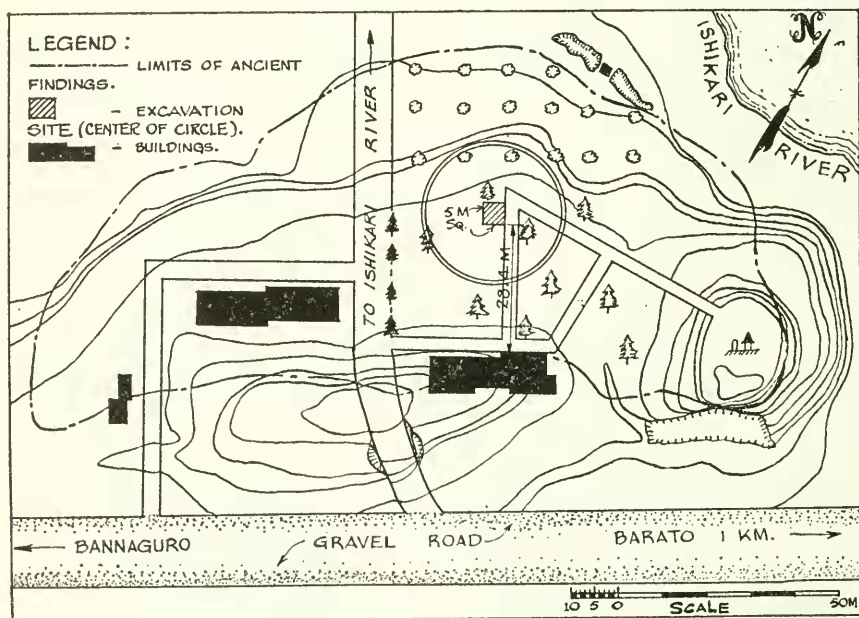 LEGEND:
— LIMITS OF ANCIENT
FINDINGS.
- EXCAVATION
SITE (CENTER OF CIRCLE).
- BUILDINGS.
TO ISHIKARI RIVER
N
ISHIKARI
RIVER
5 M
SQ.
28.4 M
BANNAGURO
GRAVEL ROAD
BARATO 1 KM.
10 5 0
SCALE
50M